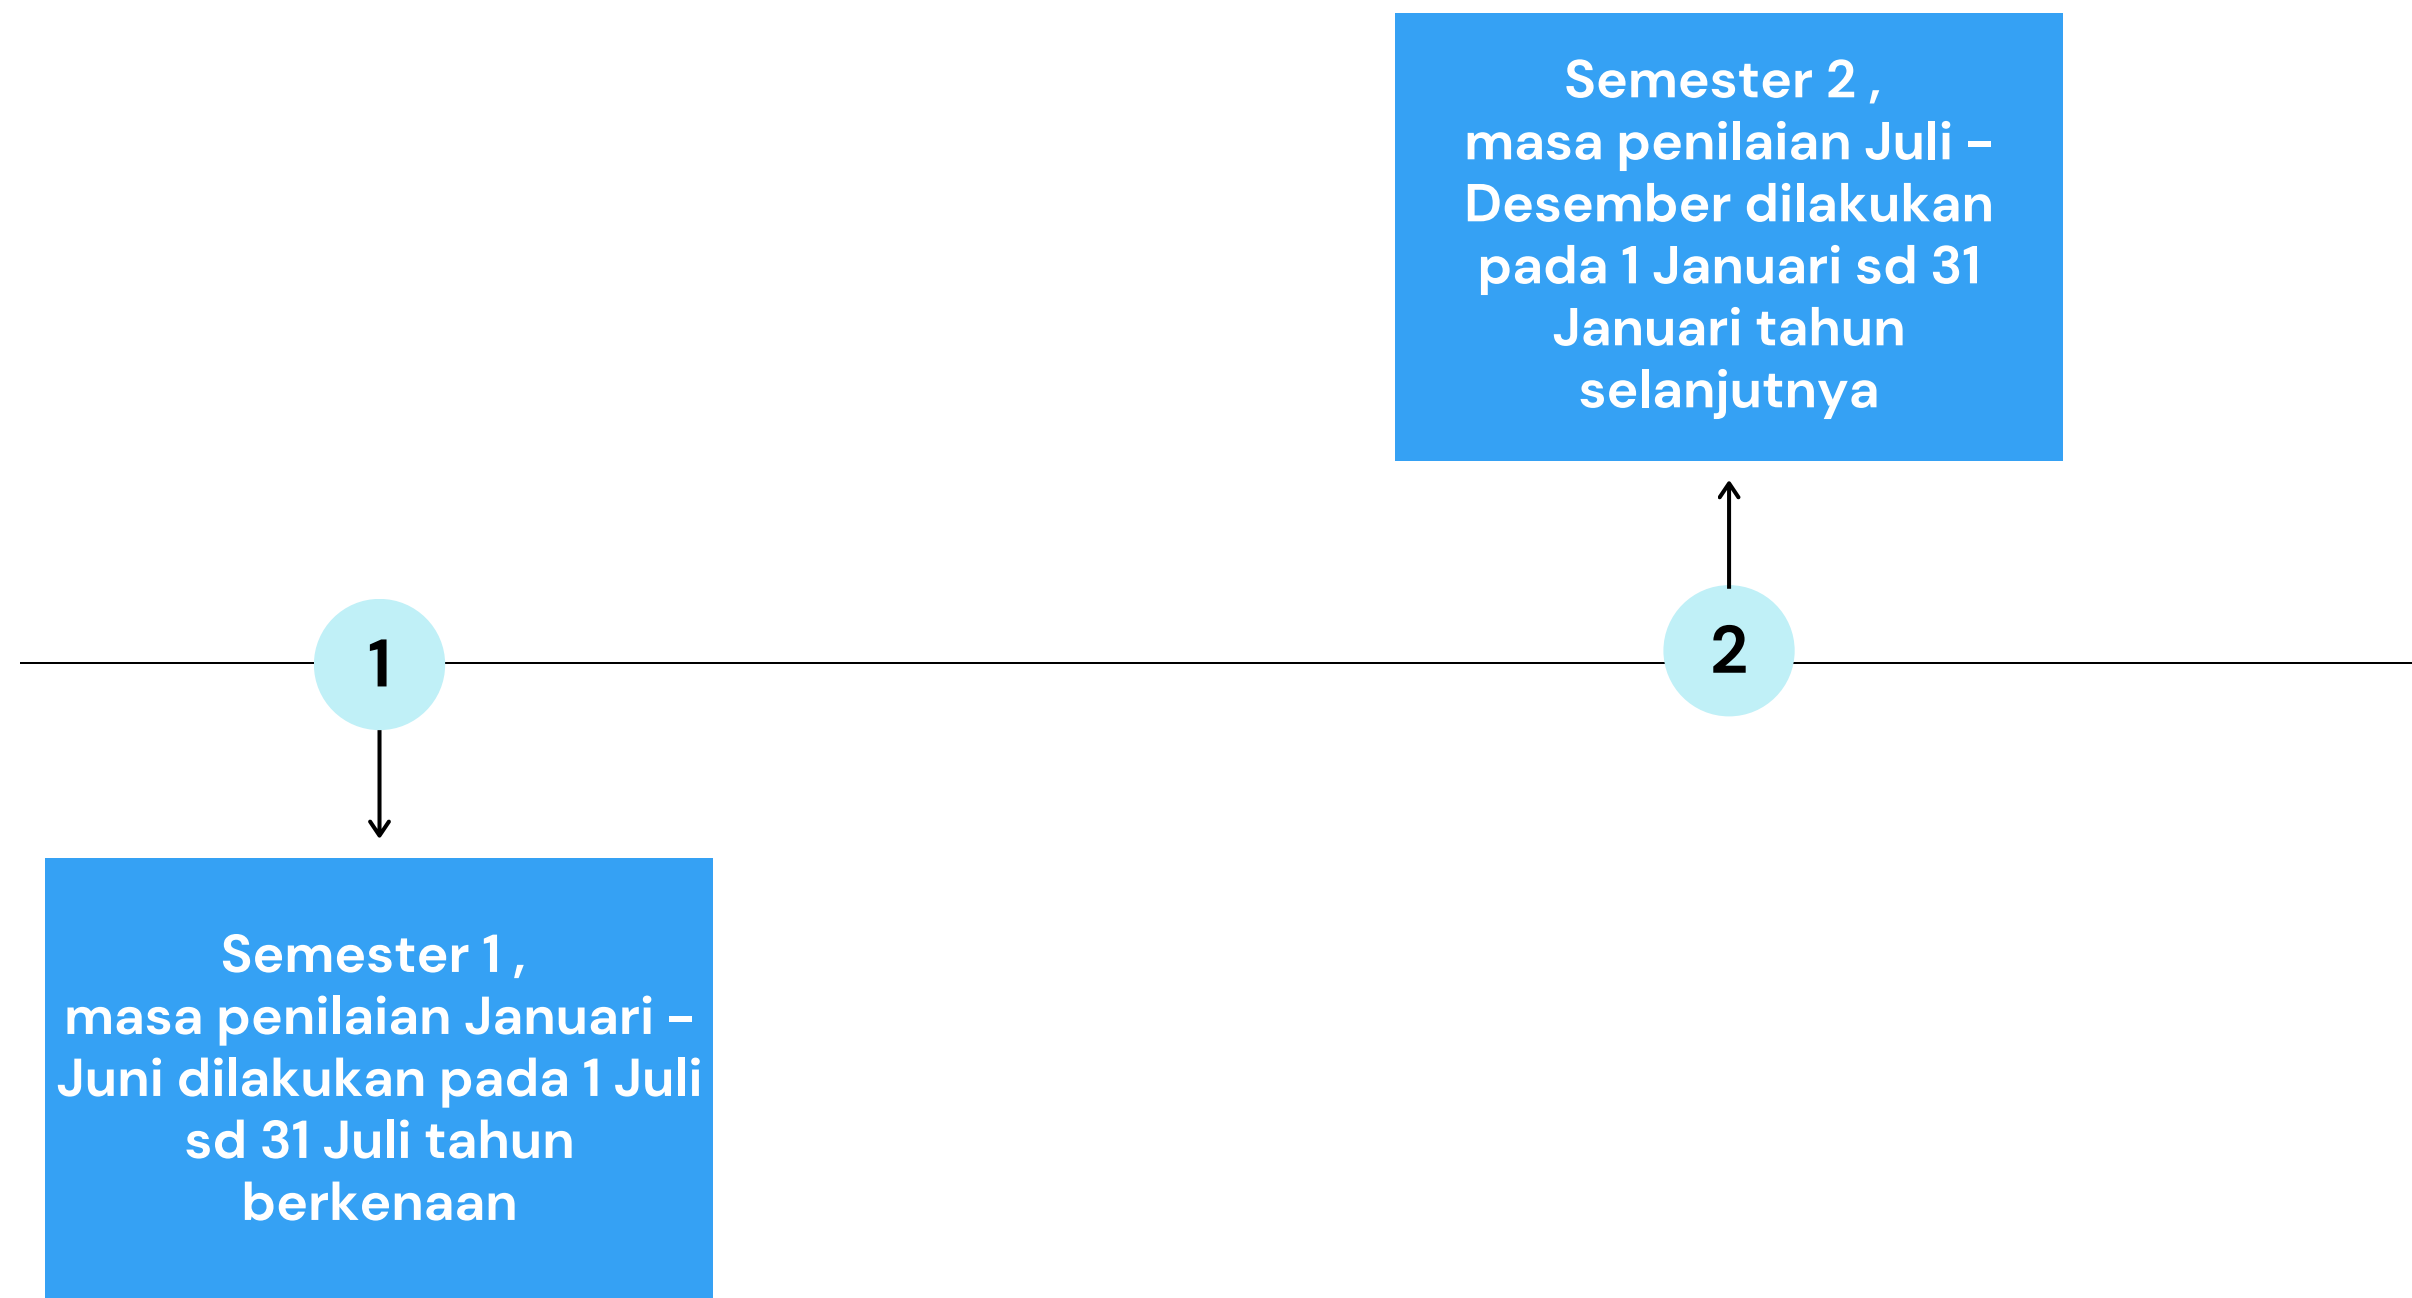 Semester 2 ,
masa penilaian Juli –
Desember dilakukan
pada 1 Januari sd 31
Januari tahun
selanjutnya
1
2
Semester 1 ,
masa penilaian Januari –
Juni dilakukan pada 1 Juli
sd 31 Juli tahun
berkenaan